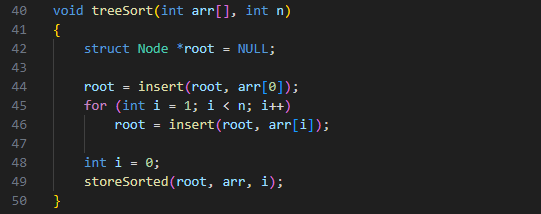 40 void treeSort(int arr[], int n)
41 {
42     struct Node *root = NULL;
43
44     root = insert(root, arr[0]);
45     for (int i = 1; i < n; i++)
46         root = insert(root, arr[i]);
47
48     int i = 0;
49     storeSorted(root, arr, i);
50 }